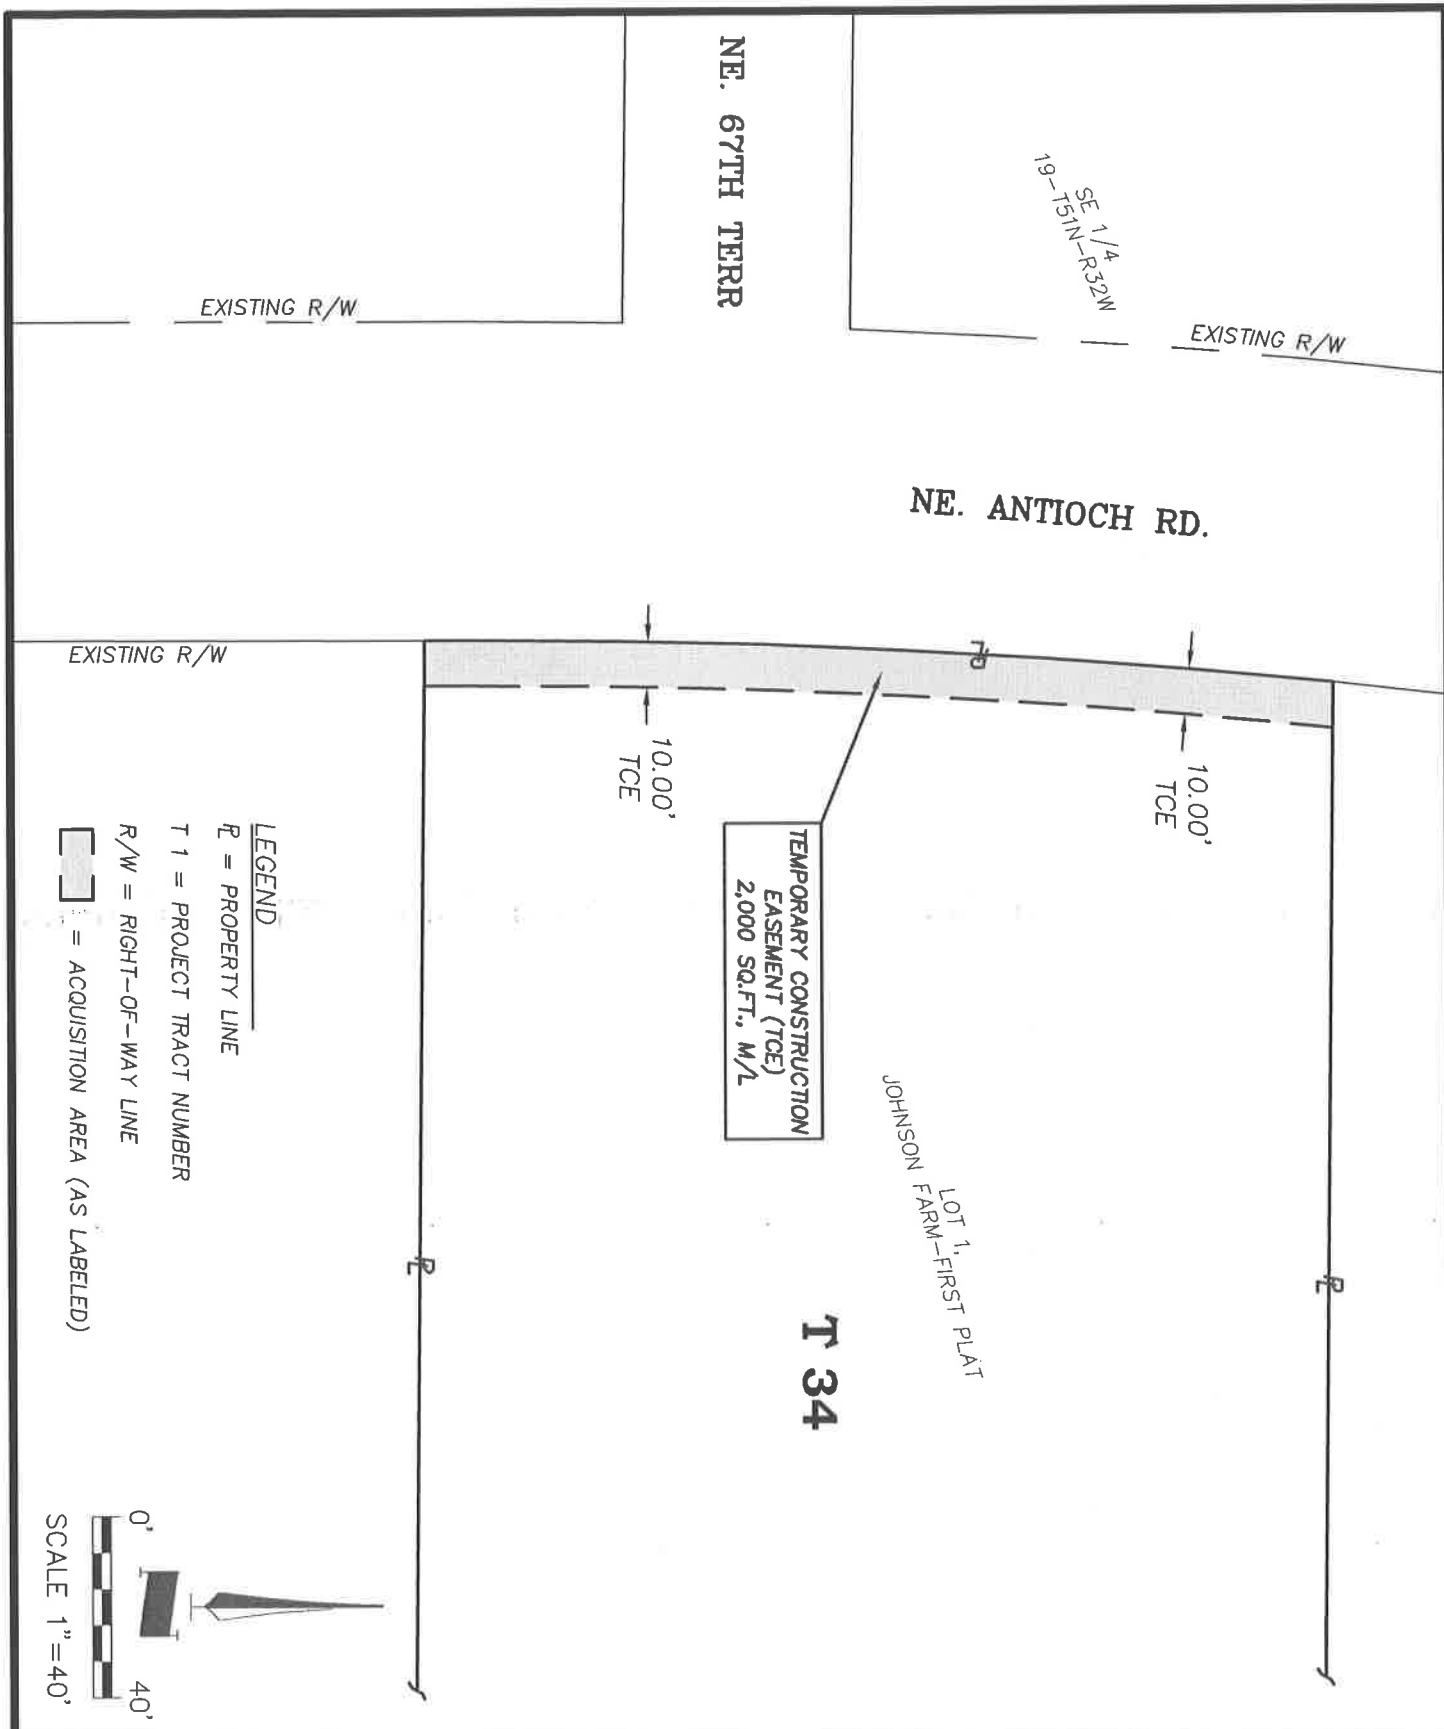 NE. 67TH TERR
SE 1/4
19-T51N-R32W
EXISTING R/W
EXISTING R/W
NE. ANTIOCH RD.
EXISTING R/W
PL
10.00'
TCE
10.00'
TCE
TEMPORARY CONSTRUCTION
EASEMENT (TCE)
2,000 SQ.FT., M/L
LOT 1,
JOHNSON FARM-FIRST PLAT
T 34
PL
PL
LEGEND
PL = PROPERTY LINE
T 1 = PROJECT TRACT NUMBER
R/W = RIGHT-OF-WAY LINE
= ACQUISITION AREA (AS LABELED)
N
0' 40'
SCALE 1"=40'